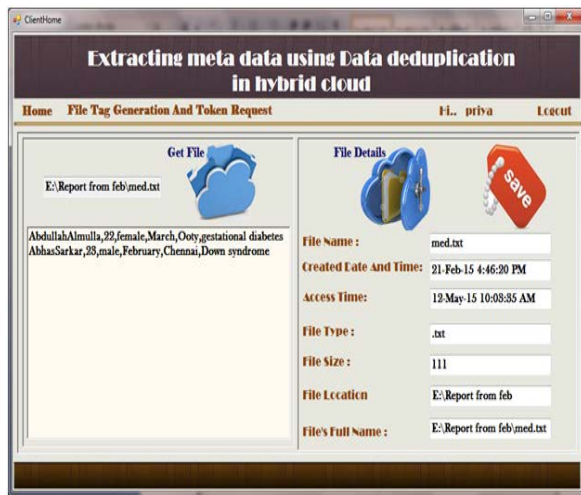 ClientHome
Extracting meta data using Data deduplication
in hybrid cloud
Home File Tag Generation And Token Request Hi.. priya Logout
Get File
E:\Report from feb\med.txt
AbdullahAlmulla,22,female,March,Ooty,gestational diabetes
AbhasSarkar,23,male,February,Chennai,Down syndrome
File Details
save
File Name : med.txt
Created Date And Time: 21-Feb-15 4:46:20 PM
Access Time: 12-May-15 10:03:35 AM
File Type : .txt
File Size : 111
File Location E:\Report from feb
File's Full Name : E:\Report from feb\med.txt